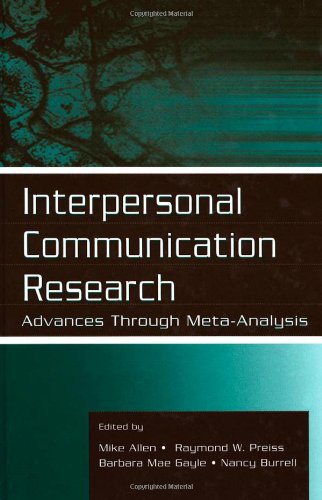 Interpersonal
Communication
Research
Advances Through Meta-Analysis
Edited by
Mike Allen • Raymond W. Preiss
Barbara Mae Gayle • Nancy Burrell